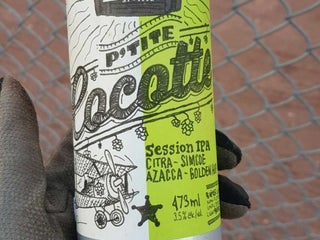 P'TITE
Cocotte
Session IPA
CITRA - SIMCOE
AZACCA - GOLDEN
473ml
3.5% alc./vol.